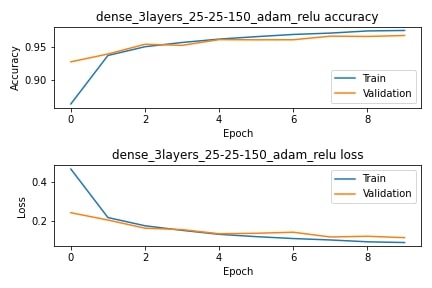 dense_3layers_25-25-150_adam_relu accuracy
0.95
0.90
Accuracy
Train
Validation
0 2 4 6 8
Epoch
dense_3layers_25-25-150_adam_relu loss
0.4
0.2
Loss
Train
Validation
0 2 4 6 8
Epoch